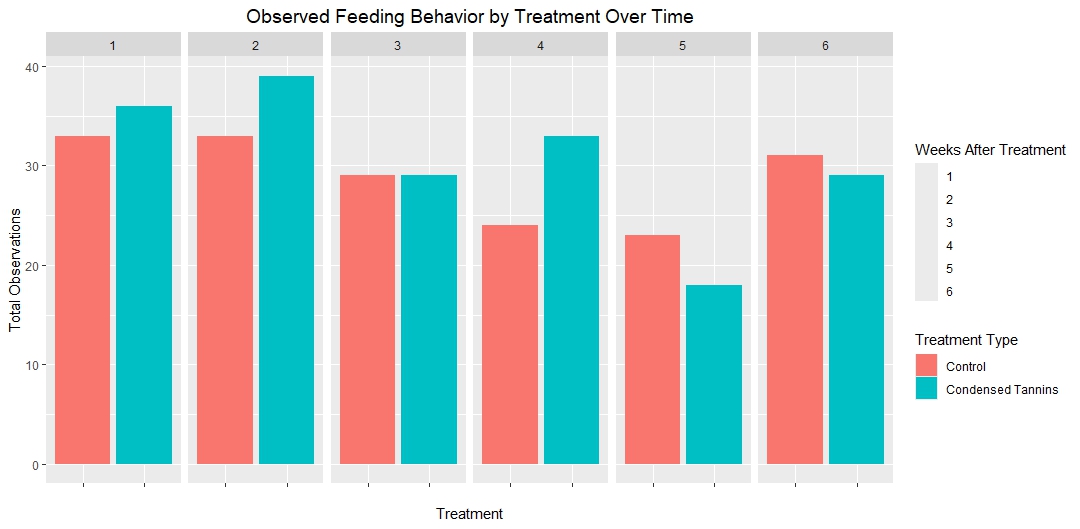 Observed Feeding Behavior by Treatment Over Time
1 2 3 4 5 6
40
30
20
10
0
Total Observations
Treatment
Weeks After Treatment
1
2
3
4
5
6
Treatment Type
Control
Condensed Tannins